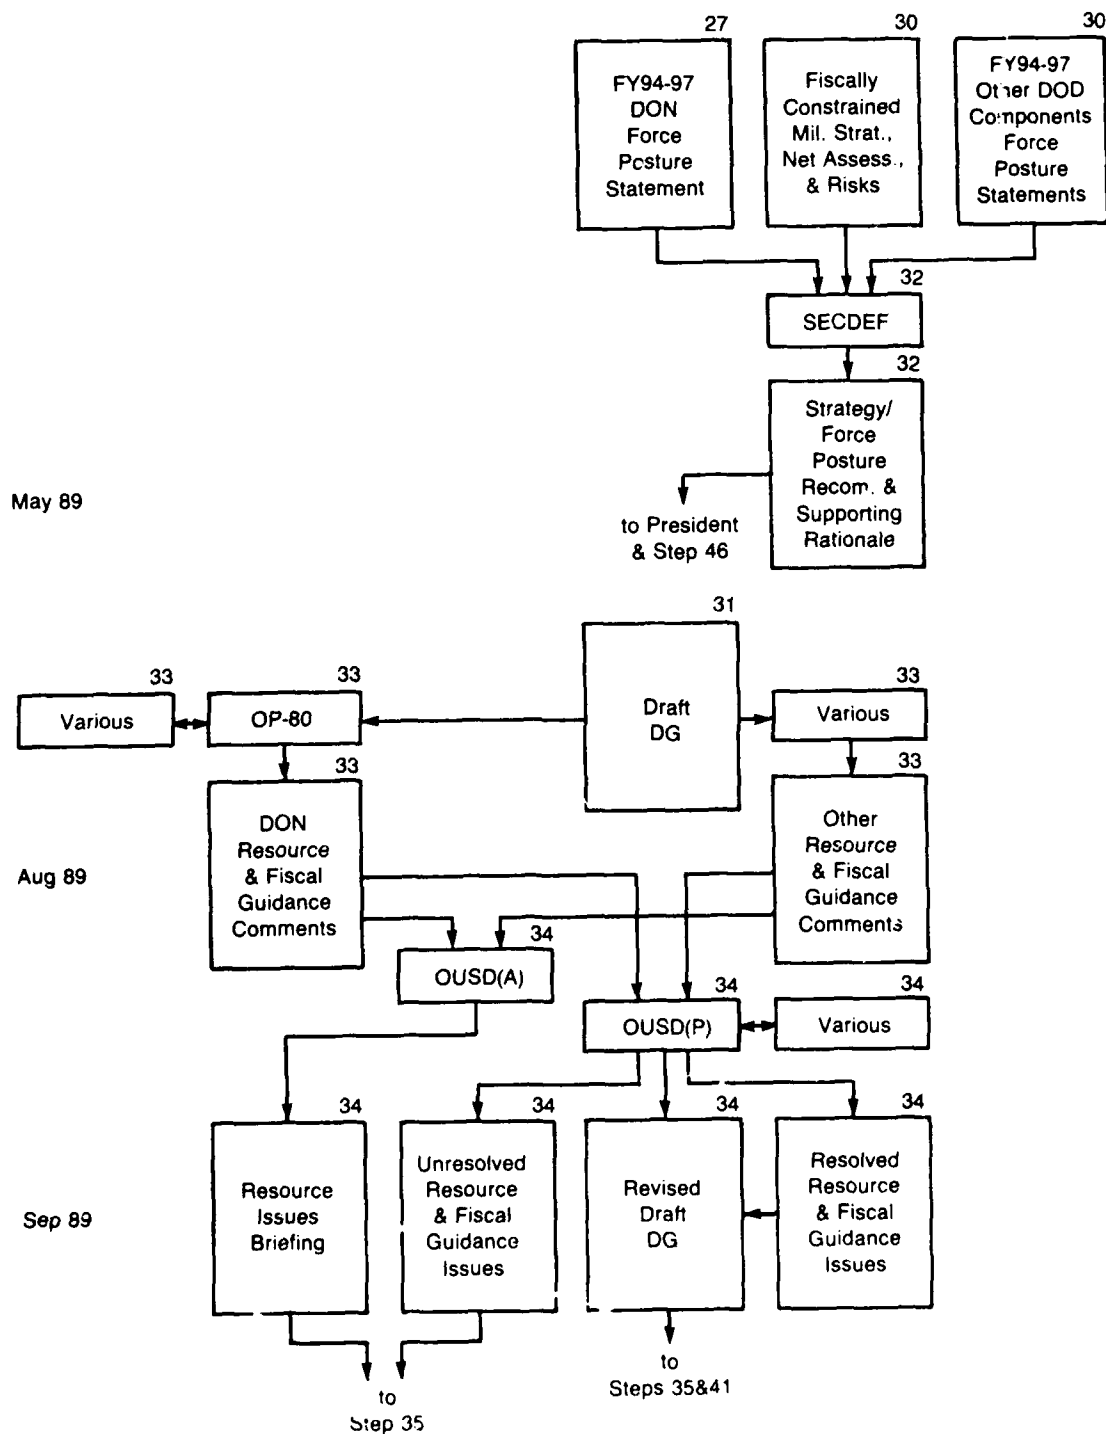 27
FY94-97
DON
Force
Posture
Statement
30
Fiscally
Constrained
Mil. Strat.,
Net Assess.,
& Risks
30
FY94-97
Other DOD
Components
Force
Posture
Statements
32
SECDEF
32
Strategy/
Force
Posture
Recom. &
Supporting
Rationale
May 89
to President
& Step 46
31
Draft
DG
33
Various
33
OP-80
33
Various
33
DON
Resource
& Fiscal
Guidance
Comments
33
Other
Resource
& Fiscal
Guidance
Comments
Aug 89
34
OUSD(A)
34
OUSD(P)
34
Various
34
Resource
Issues
Briefing
34
Unresolved
Resource
& Fiscal
Guidance
Issues
34
Revised
Draft
DG
34
Resolved
Resource
& Fiscal
Guidance
Issues
Sep 89
to
Step 35
to
Steps 35&41